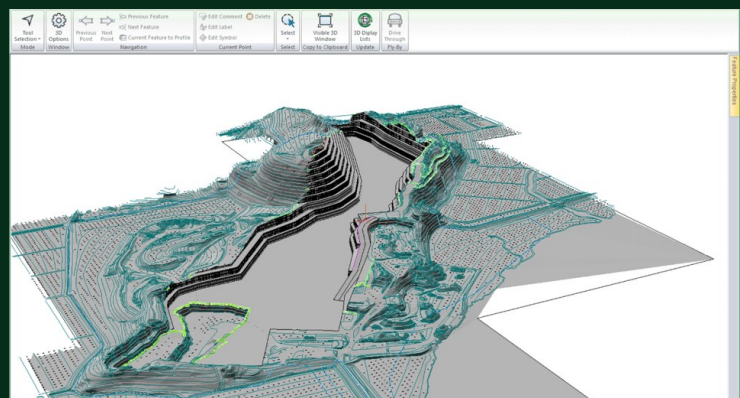 Tool
Selection
Mode
3D
Options
Window
Previous
Point
Next
Point
Previous Feature
Next Feature
Current Feature to Profile
Navigation
Edit Comment
Delete
Edit Label
Edit Symbol
Current Point
Select
Select
Visible 3D
Window
Copy to Clipboard
3D Display
Lists
Update
Drive
Through
Fly-By
Feature Properties